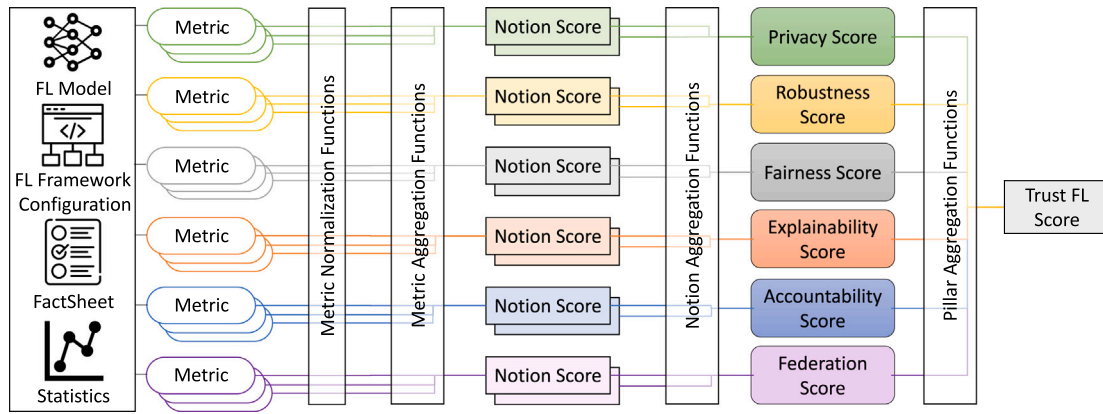 FL Model
FL Framework
Configuration
FactSheet
Statistics
Metric
Metric
Metric
Metric
Metric
Metric
Metric Normalization Functions
Metric Aggregation Functions
Notion Score
Notion Score
Notion Score
Notion Score
Notion Score
Notion Score
Notion Aggregation Functions
Privacy Score
Robustness
Score
Fairness Score
Explainability
Score
Accountability
Score
Federation
Score
Pillar Aggregation Functions
Trust FL
Score